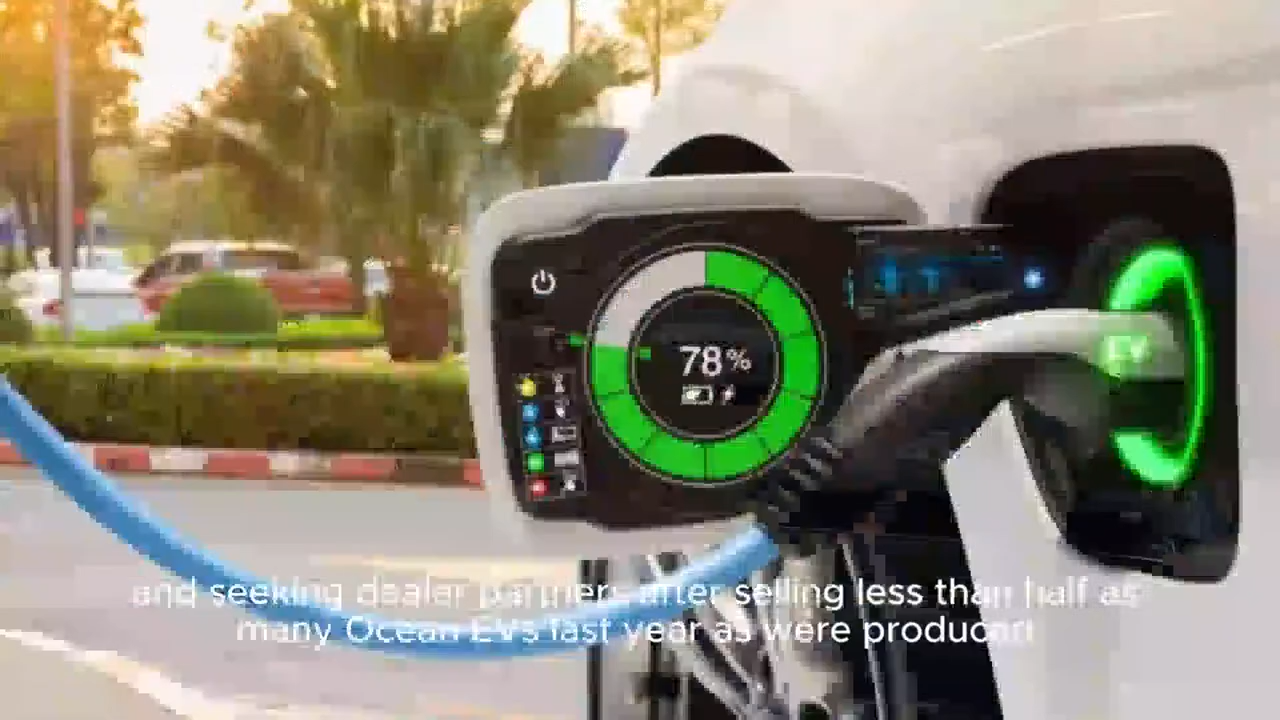 78%
EV
and seeking dealer partners after selling less than half as
many Ocean EVs last year as were produced